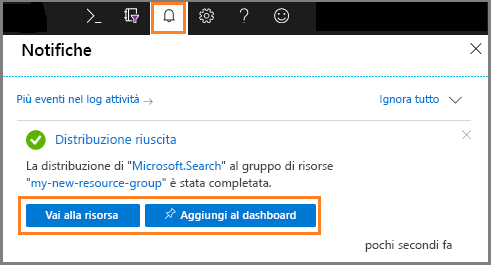 Notifiche
Più eventi nel log attività →
Ignora tutto
Distribuzione riuscita
La distribuzione di "Microsoft.Search" al gruppo di risorse
"my-new-resource-group" è stata completata.
Vai alla risorsa
Aggiungi al dashboard
pochi secondi fa